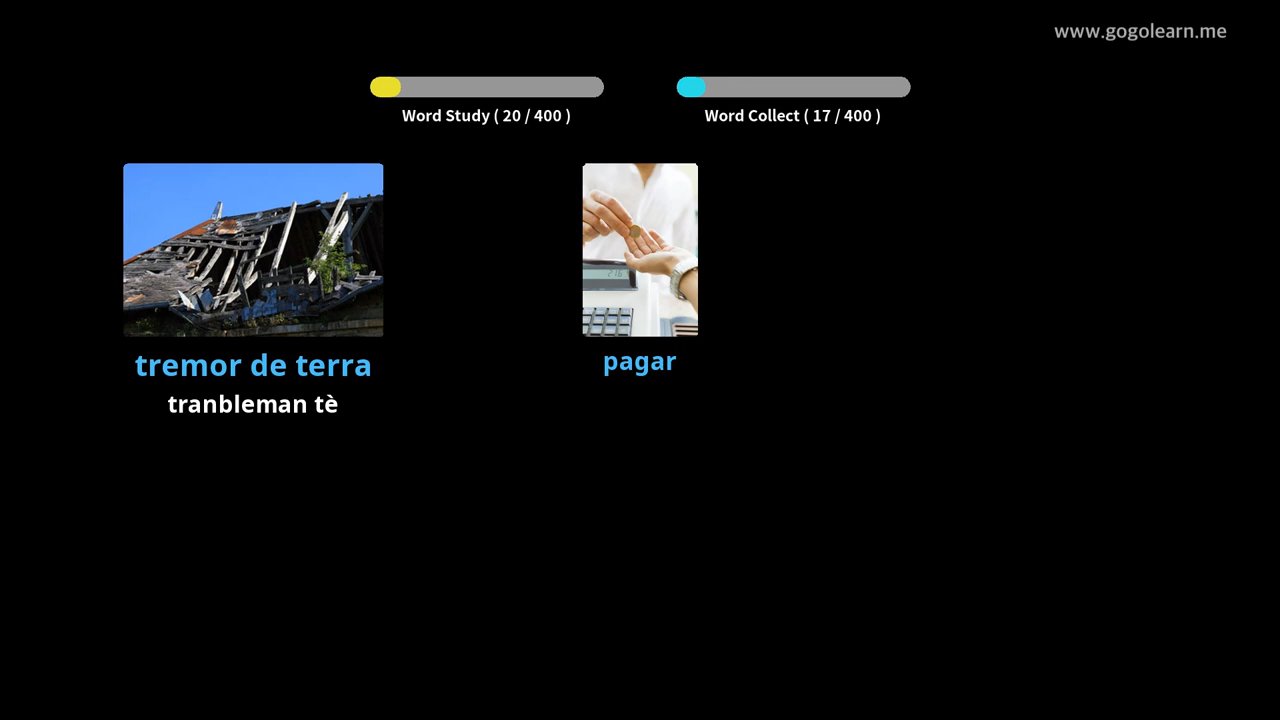 www.gogolearn.me
Word Study ( 20 / 400 )
Word Collect ( 17 / 400 )
tremor de terra
tranbleman tè
pagar